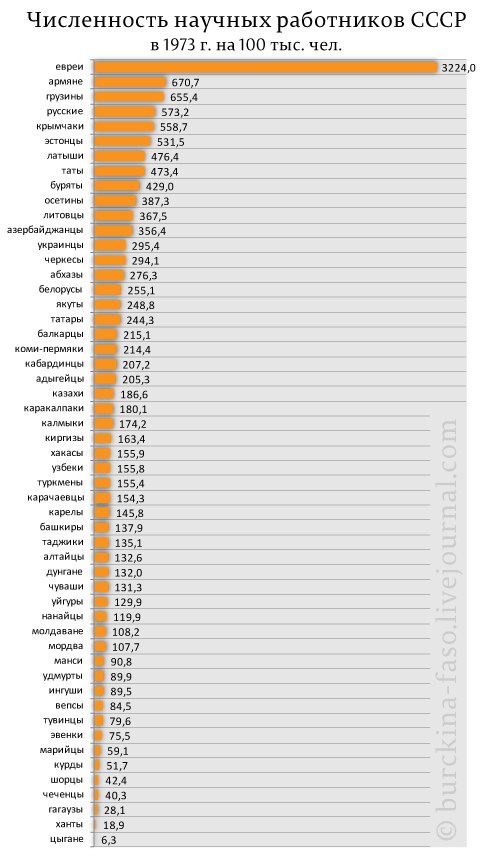 Численность научных работников СССР
в 1973 г. на 100 тыс. чел.
евреи 3224,0
армяне 670,7
грузины 655,4
русские 573,2
крымчаки 558,7
эстонцы 531,5
латыши 476,4
таты 473,4
буряты 429,0
осетины 387,3
литовцы 367,5
азербайджанцы 356,4
украинцы 295,4
черкесы 294,1
абхазы 276,3
белорусы 255,1
якуты 248,8
татары 244,3
балкарцы 215,1
коми-пермяки 214,4
кабардинцы 207,2
адыгейцы 205,3
казахи 186,6
каракалпаки 180,1
калмыки 174,2
киргизы 163,4
хакасы 155,9
узбеки 155,8
туркмены 155,4
карачаевцы 154,3
карелы 145,8
башкиры 137,9
таджики 135,1
алтайцы 132,6
дунгане 132,0
чуваши 131,3
уйгуры 129,9
нанайцы 119,9
молдаване 108,2
мордва 107,7
манси 90,8
удмурты 89,9
ингуши 89,5
вепсы 84,5
тувинцы 79,6
эвенки 75,5
марийцы 59,1
курды 51,7
шорцы 42,4
чеченцы 40,3
гагаузы 28,1
ханты 18,9
цыгане 6,3
© burckina-faso.livejournal.com